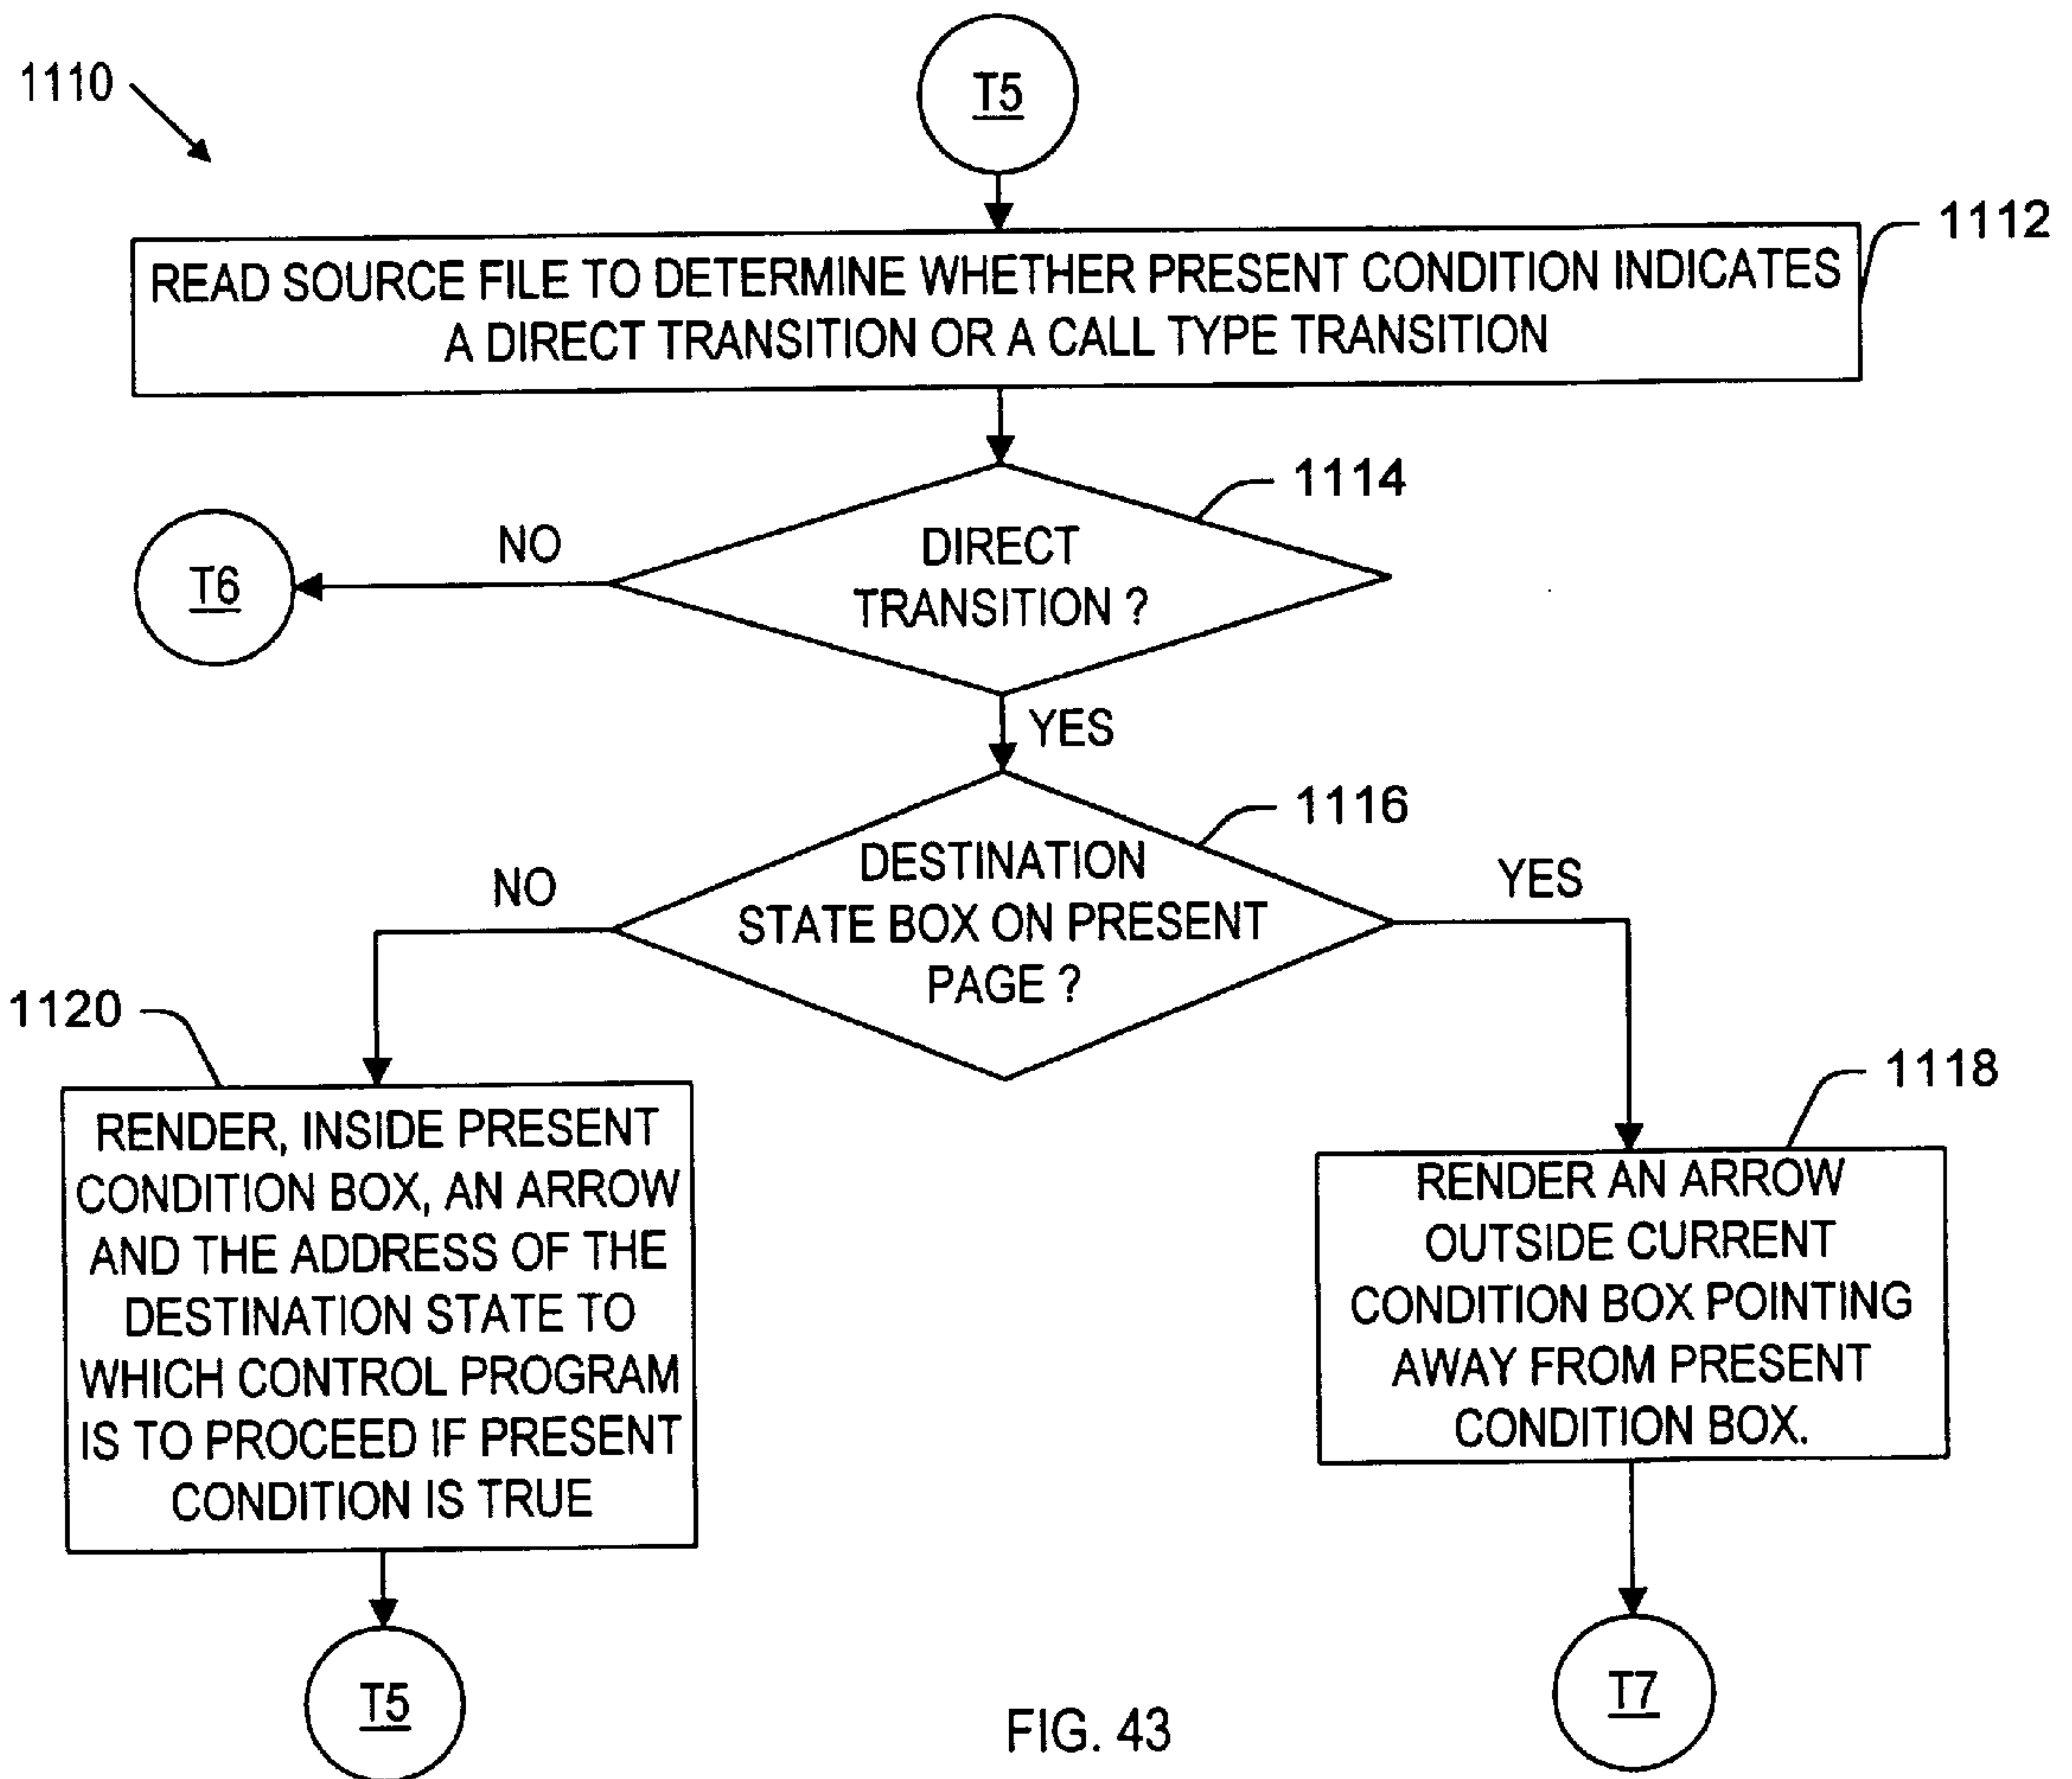 1110
T5
1112
READ SOURCE FILE TO DETERMINE WHETHER PRESENT CONDITION INDICATES
A DIRECT TRANSITION OR A CALL TYPE TRANSITION
1114
DIRECT
TRANSITION ?
NO
T6
YES
1116
DESTINATION
STATE BOX ON PRESENT
PAGE ?
NO
YES
1120
RENDER, INSIDE PRESENT
CONDITION BOX, AN ARROW
AND THE ADDRESS OF THE
DESTINATION STATE TO
WHICH CONTROL PROGRAM
IS TO PROCEED IF PRESENT
CONDITION IS TRUE
1118
RENDER AN ARROW
OUTSIDE CURRENT
CONDITION BOX POINTING
AWAY FROM PRESENT
CONDITION BOX.
T5
T7
FIG. 43